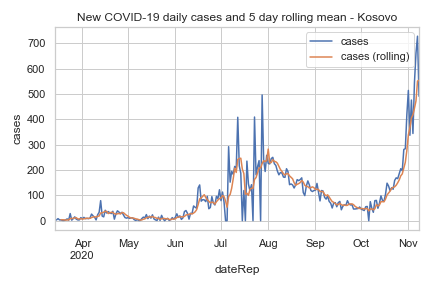 New COVID-19 daily cases and 5 day rolling mean - Kosovo
cases
cases (rolling)
700
600
500
400
300
200
100
0
cases
Apr
2020
May
Jun
Jul
Aug
Sep
Oct
Nov
dateRep